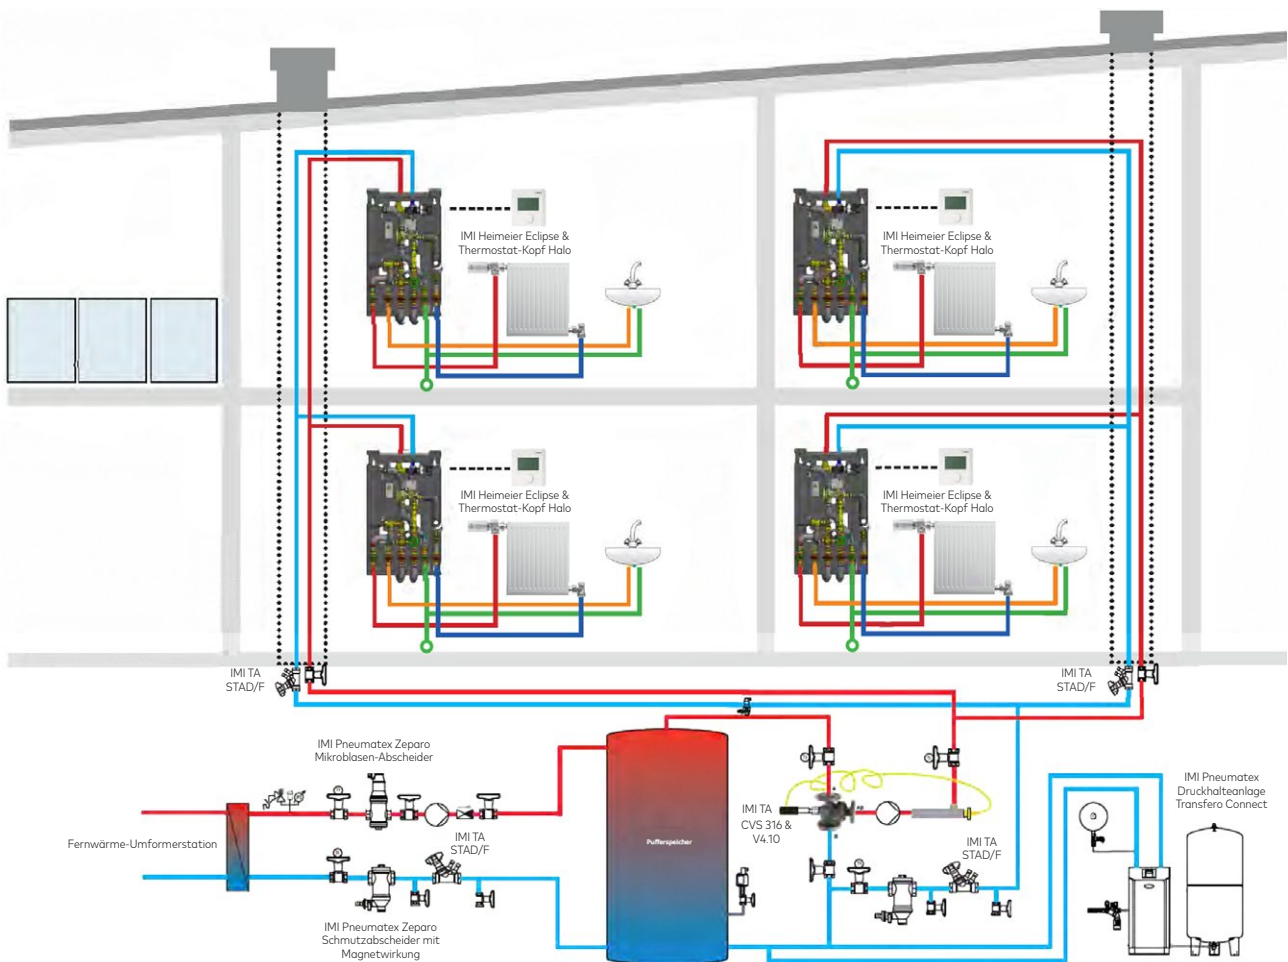 IMI Heimeier Eclipse &
Thermostat-Kopf Halo
IMI Heimeier Eclipse &
Thermostat-Kopf Halo
IMI Heimeier Eclipse &
Thermostat-Kopf Halo
IMI Heimeier Eclipse &
Thermostat-Kopf Halo
IMI TA
STAD/F
IMI TA
STAD/F
IMI Pneumatex Zeparo
Mikroblasen-Abscheider
IMI Pneumatex
Druckhalteanlage
Transfero Connect
IMI TA
CVS 316 &
V4.10
Fernwärme-Umformerstation
IMI TA
STAD/F
Pufferspeicher
IMI TA
STAD/F
IMI Pneumatex Zeparo
Schmutzabscheider mit
Magnetwirkung